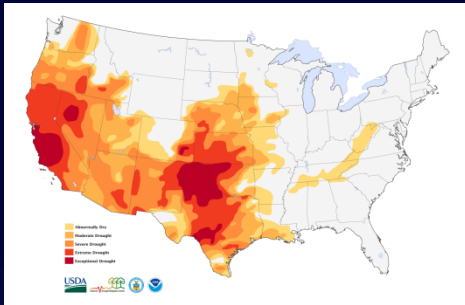 Abnormally Dry
Moderate Drought
Severe Drought
Extreme Drought
Exceptional Drought
USDA